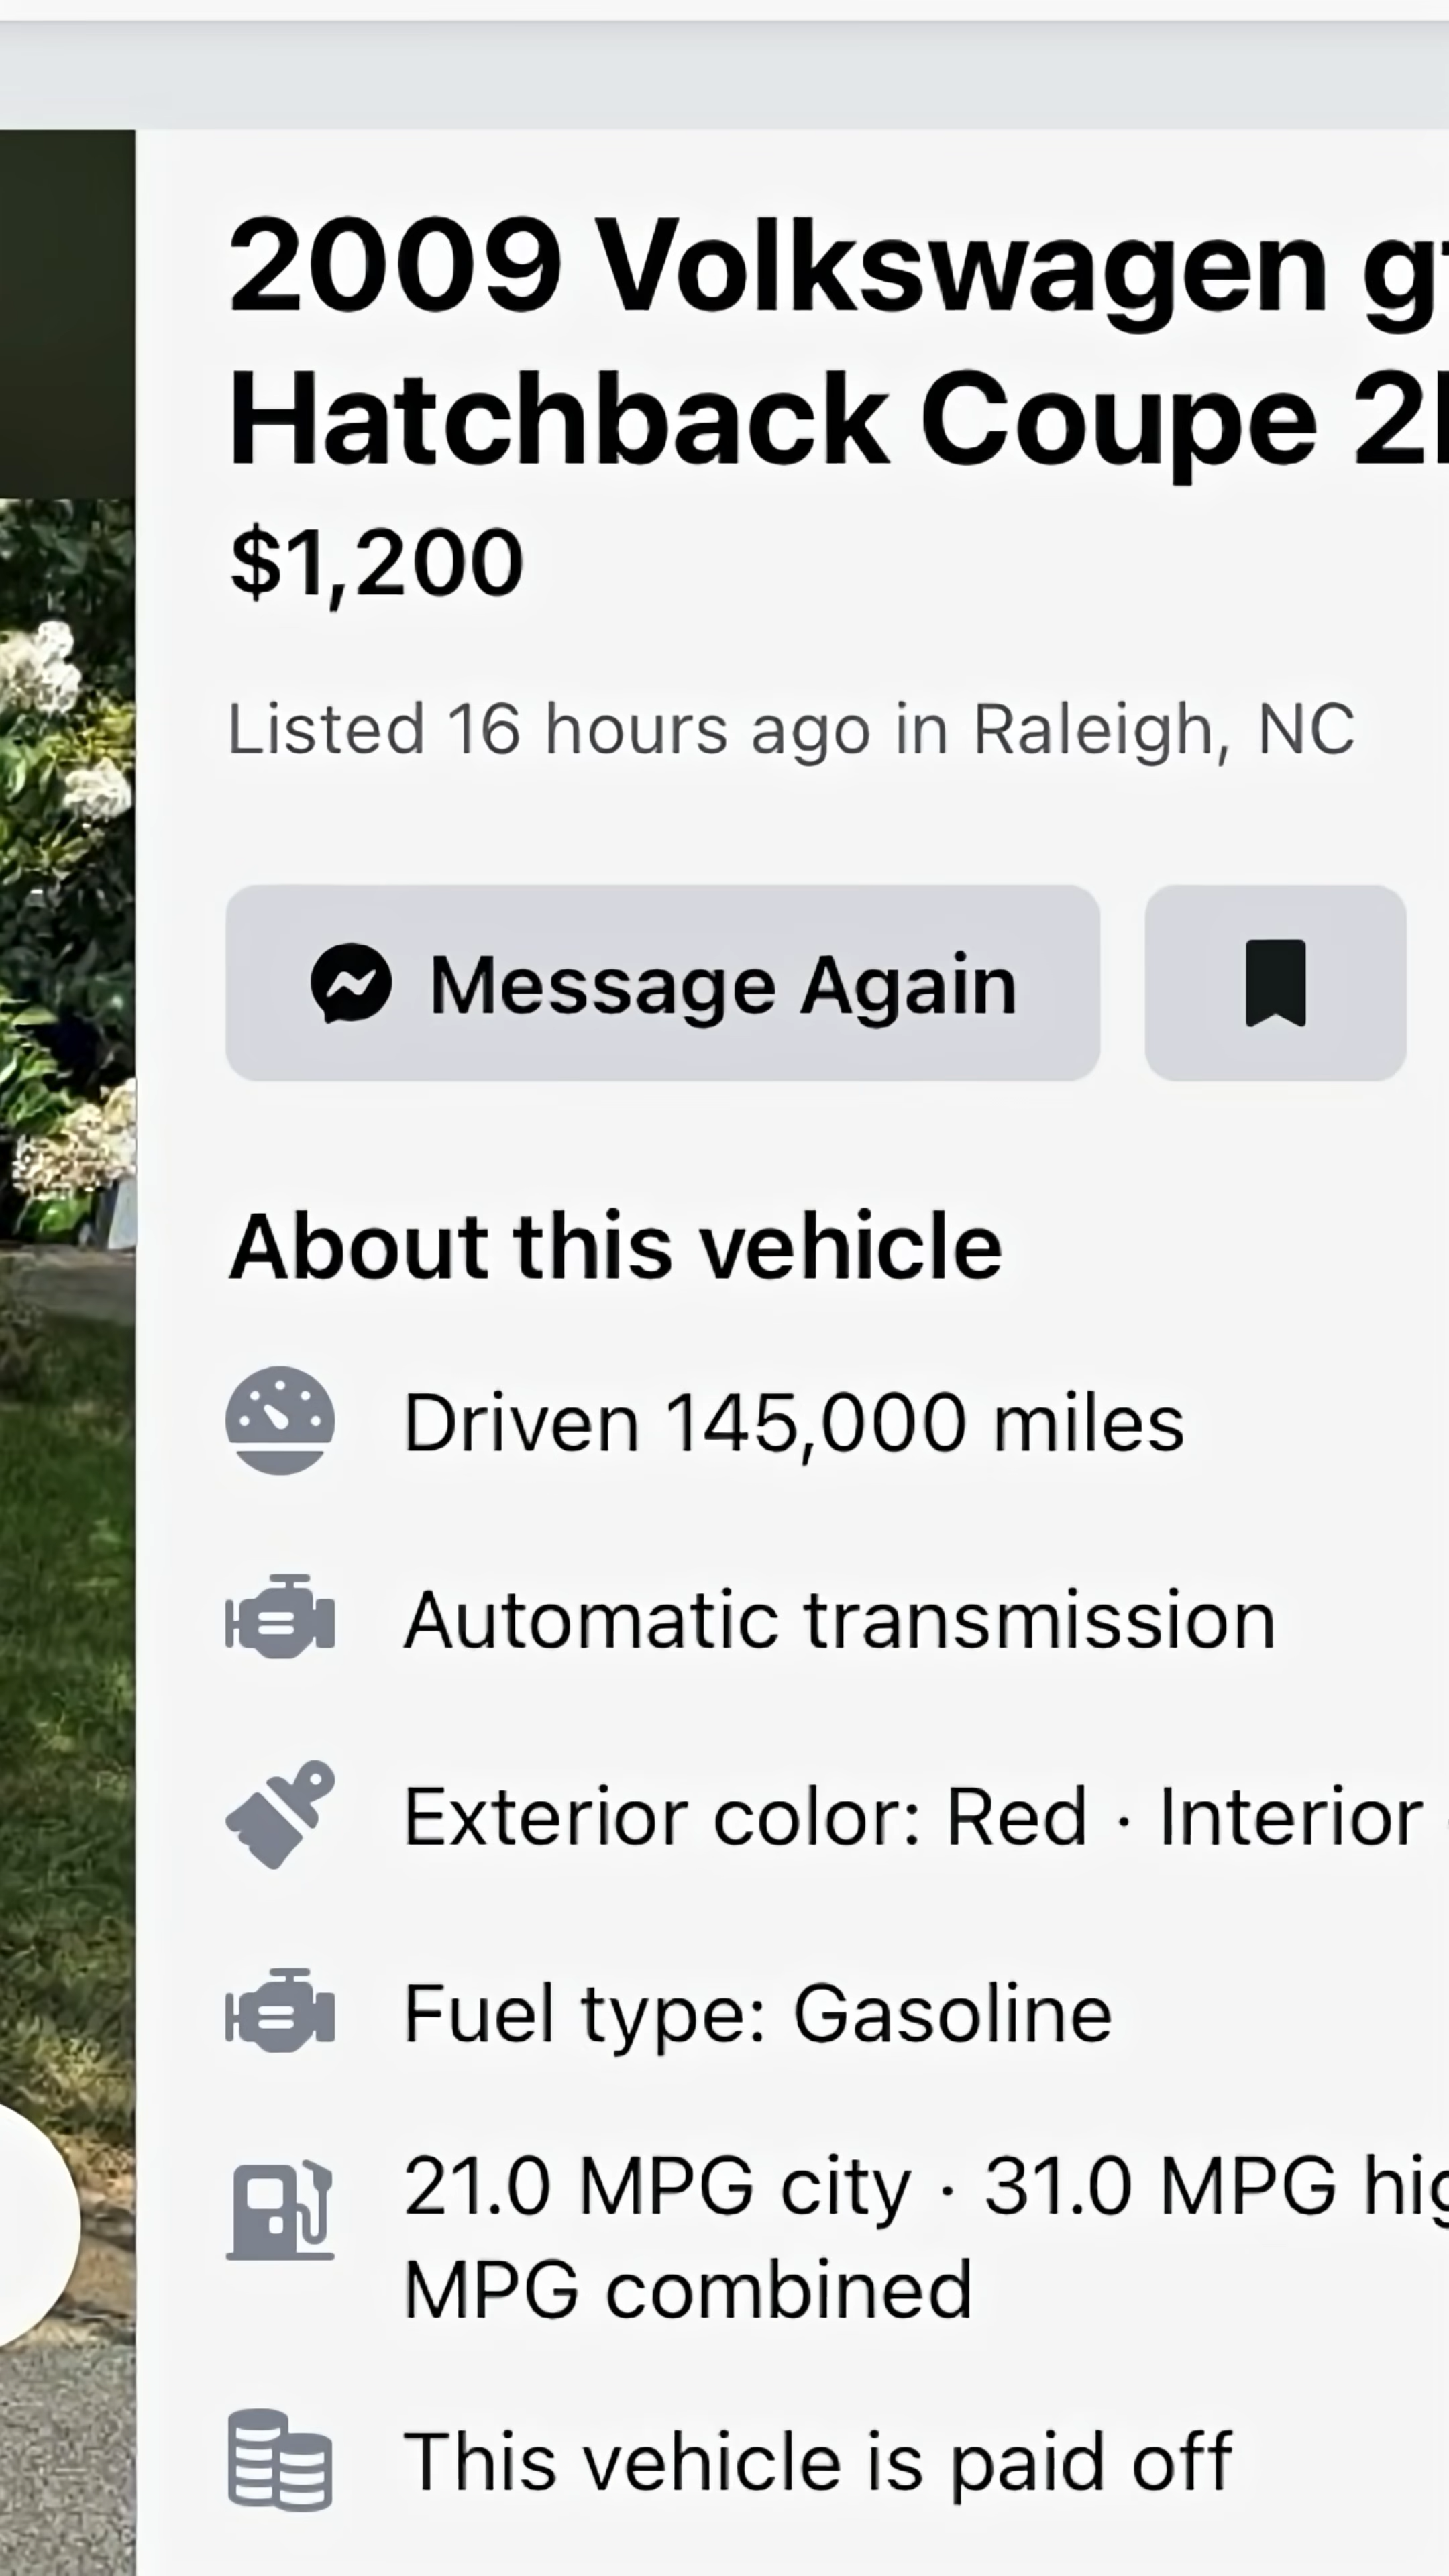 2009 Volkswagen
Hatchback Coupe
$1,200
Listed 16 hours ago in Raleigh, NC
Message Again
About this vehicle
Driven 145,000 miles
Automatic transmission
Exterior color: Red · Interior
Fuel type: Gasoline
21.0 MPG city · 31.0 MPG
MPG combined
This vehicle is paid off